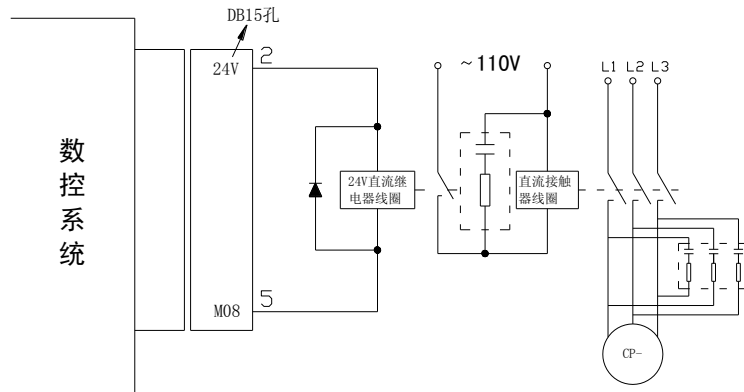 DB15孔
2
24V
数控系统
5
M08
24V直流继
电器线圈
~110V
直流接触
器线圈
L1 L2 L3
CP-